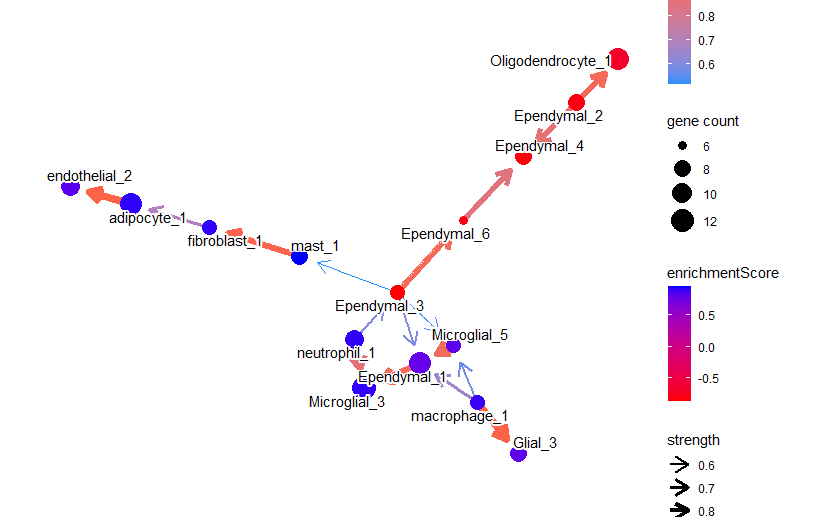 0.8
Oligodendrocyte_1
0.7
0.6
Ependymal_2
gene count
Ependymal_4
6
8
endothelial_2
10
adipocyte_1
12
Ependymal_6
fibroblast_1
mast_1
enrichmentScore
Ependymal_3
0.5
Microglial_5
neutrophil_1
0.0
Ependymal_1
-0.5
Microglial_3
macrophage_1
Glial_3
strength
0.6
0.7
0.8